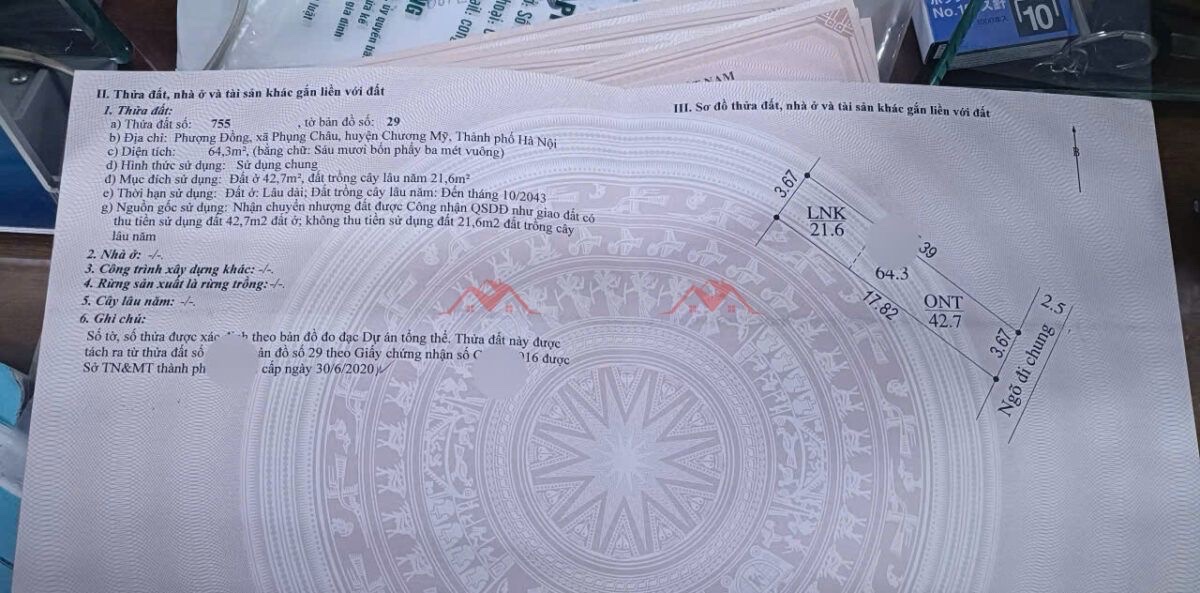 No.1
10
NAM
II. Thửa đất, nhà ở và tài sản khác gắn liền với đất
1. Thửa đất:
a) Thửa đất số: 755 , tờ bản đồ số: 29
b) Địa chỉ: Phượng Đồng, xã Phụng Châu, huyện Chương Mỹ, Thành phố Hà Nội
c) Diện tích: 64,3m², (bằng chữ: Sáu mươi bốn phẩy ba mét vuông)
d) Hình thức sử dụng: Sử dụng chung
đ) Mục đích sử dụng: Đất ở 42,7m², đất trồng cây lâu năm 21,6m²
e) Thời hạn sử dụng: Đất ở: Lâu dài; Đất trồng cây lâu năm: Đến tháng 10/2043
g) Nguồn gốc sử dụng: Nhận chuyển nhượng đất được Công nhận QSDĐ như giao đất có
thu tiền sử dụng đất 42,7m2 đất ở; không thu tiền sử dụng đất 21,6m2 đất trồng cây
lâu năm
2. Nhà ở: -/-.
3. Công trình xây dựng khác: -/-.
4. Rừng sản xuất là rừng trồng:-/-.
5. Cây lâu năm: -/-.
6. Ghi chú:
Số tờ, số thửa được xác định theo bản đồ đo đạc Dự án tổng thể. Thửa đất này được
tách ra từ thửa đất số ản đồ số 29 theo Giấy chứng nhận số C 016 được
Sở TN&MT thành ph cấp ngày 30/6/2020
III. Sơ đồ thửa đất, nhà ở và tài sản khác gắn liền với đất
B
3.67
LNK
21.6
39
64.3
17.82
ONT
42.7
2.5
3.67
Ngõ đi chung